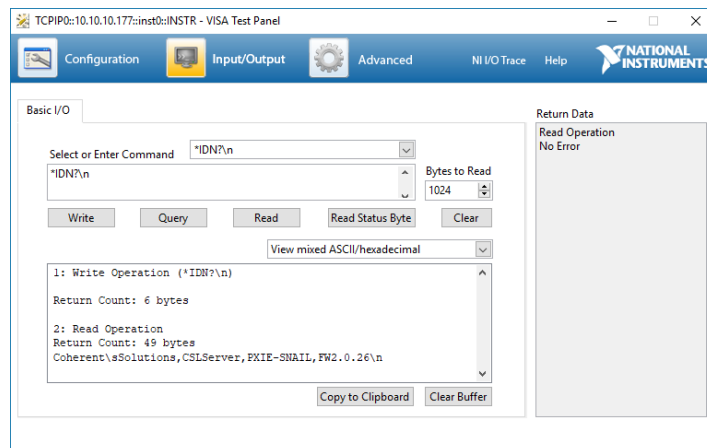 TCPIP0::10.10.10.177::inst0::INSTR - VISA Test Panel
Configuration
Input/Output
Advanced
NI I/O Trace
Help
NATIONAL
INSTRUMENTS
Basic I/O
Select or Enter Command
*IDN?\n
*IDN?\n
Bytes to Read
1024
Write
Query
Read
Read Status Byte
Clear
View mixed ASCII/hexadecimal
1: Write Operation (*IDN?\n)
Return Count: 6 bytes
2: Read Operation
Return Count: 49 bytes
Coherent\sSolutions,CSLServer,PXIE-SNAIL,FW2.0.26\n
Copy to Clipboard
Clear Buffer
Return Data
Read Operation
No Error